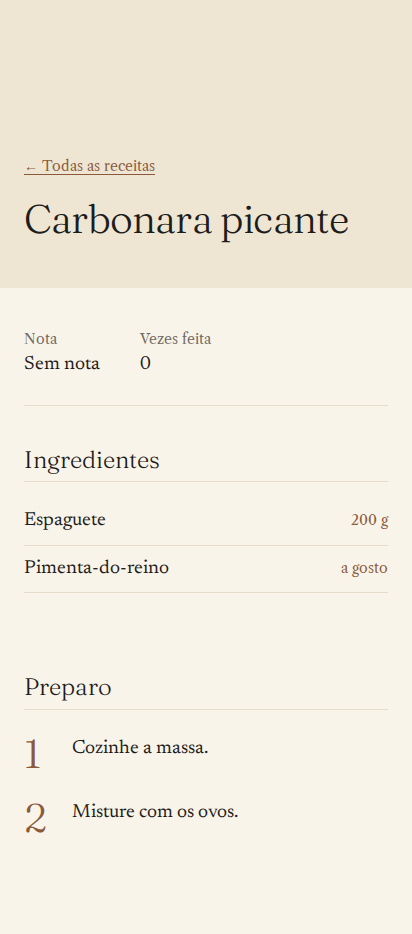 ← Todas as receitas
Carbonara picante
Nota Vezes feita
Sem nota 0
Ingredientes
Espaguete 200 g
Pimenta-do-reino a gosto
Preparo
1 Cozinhe a massa.
2 Misture com os ovos.